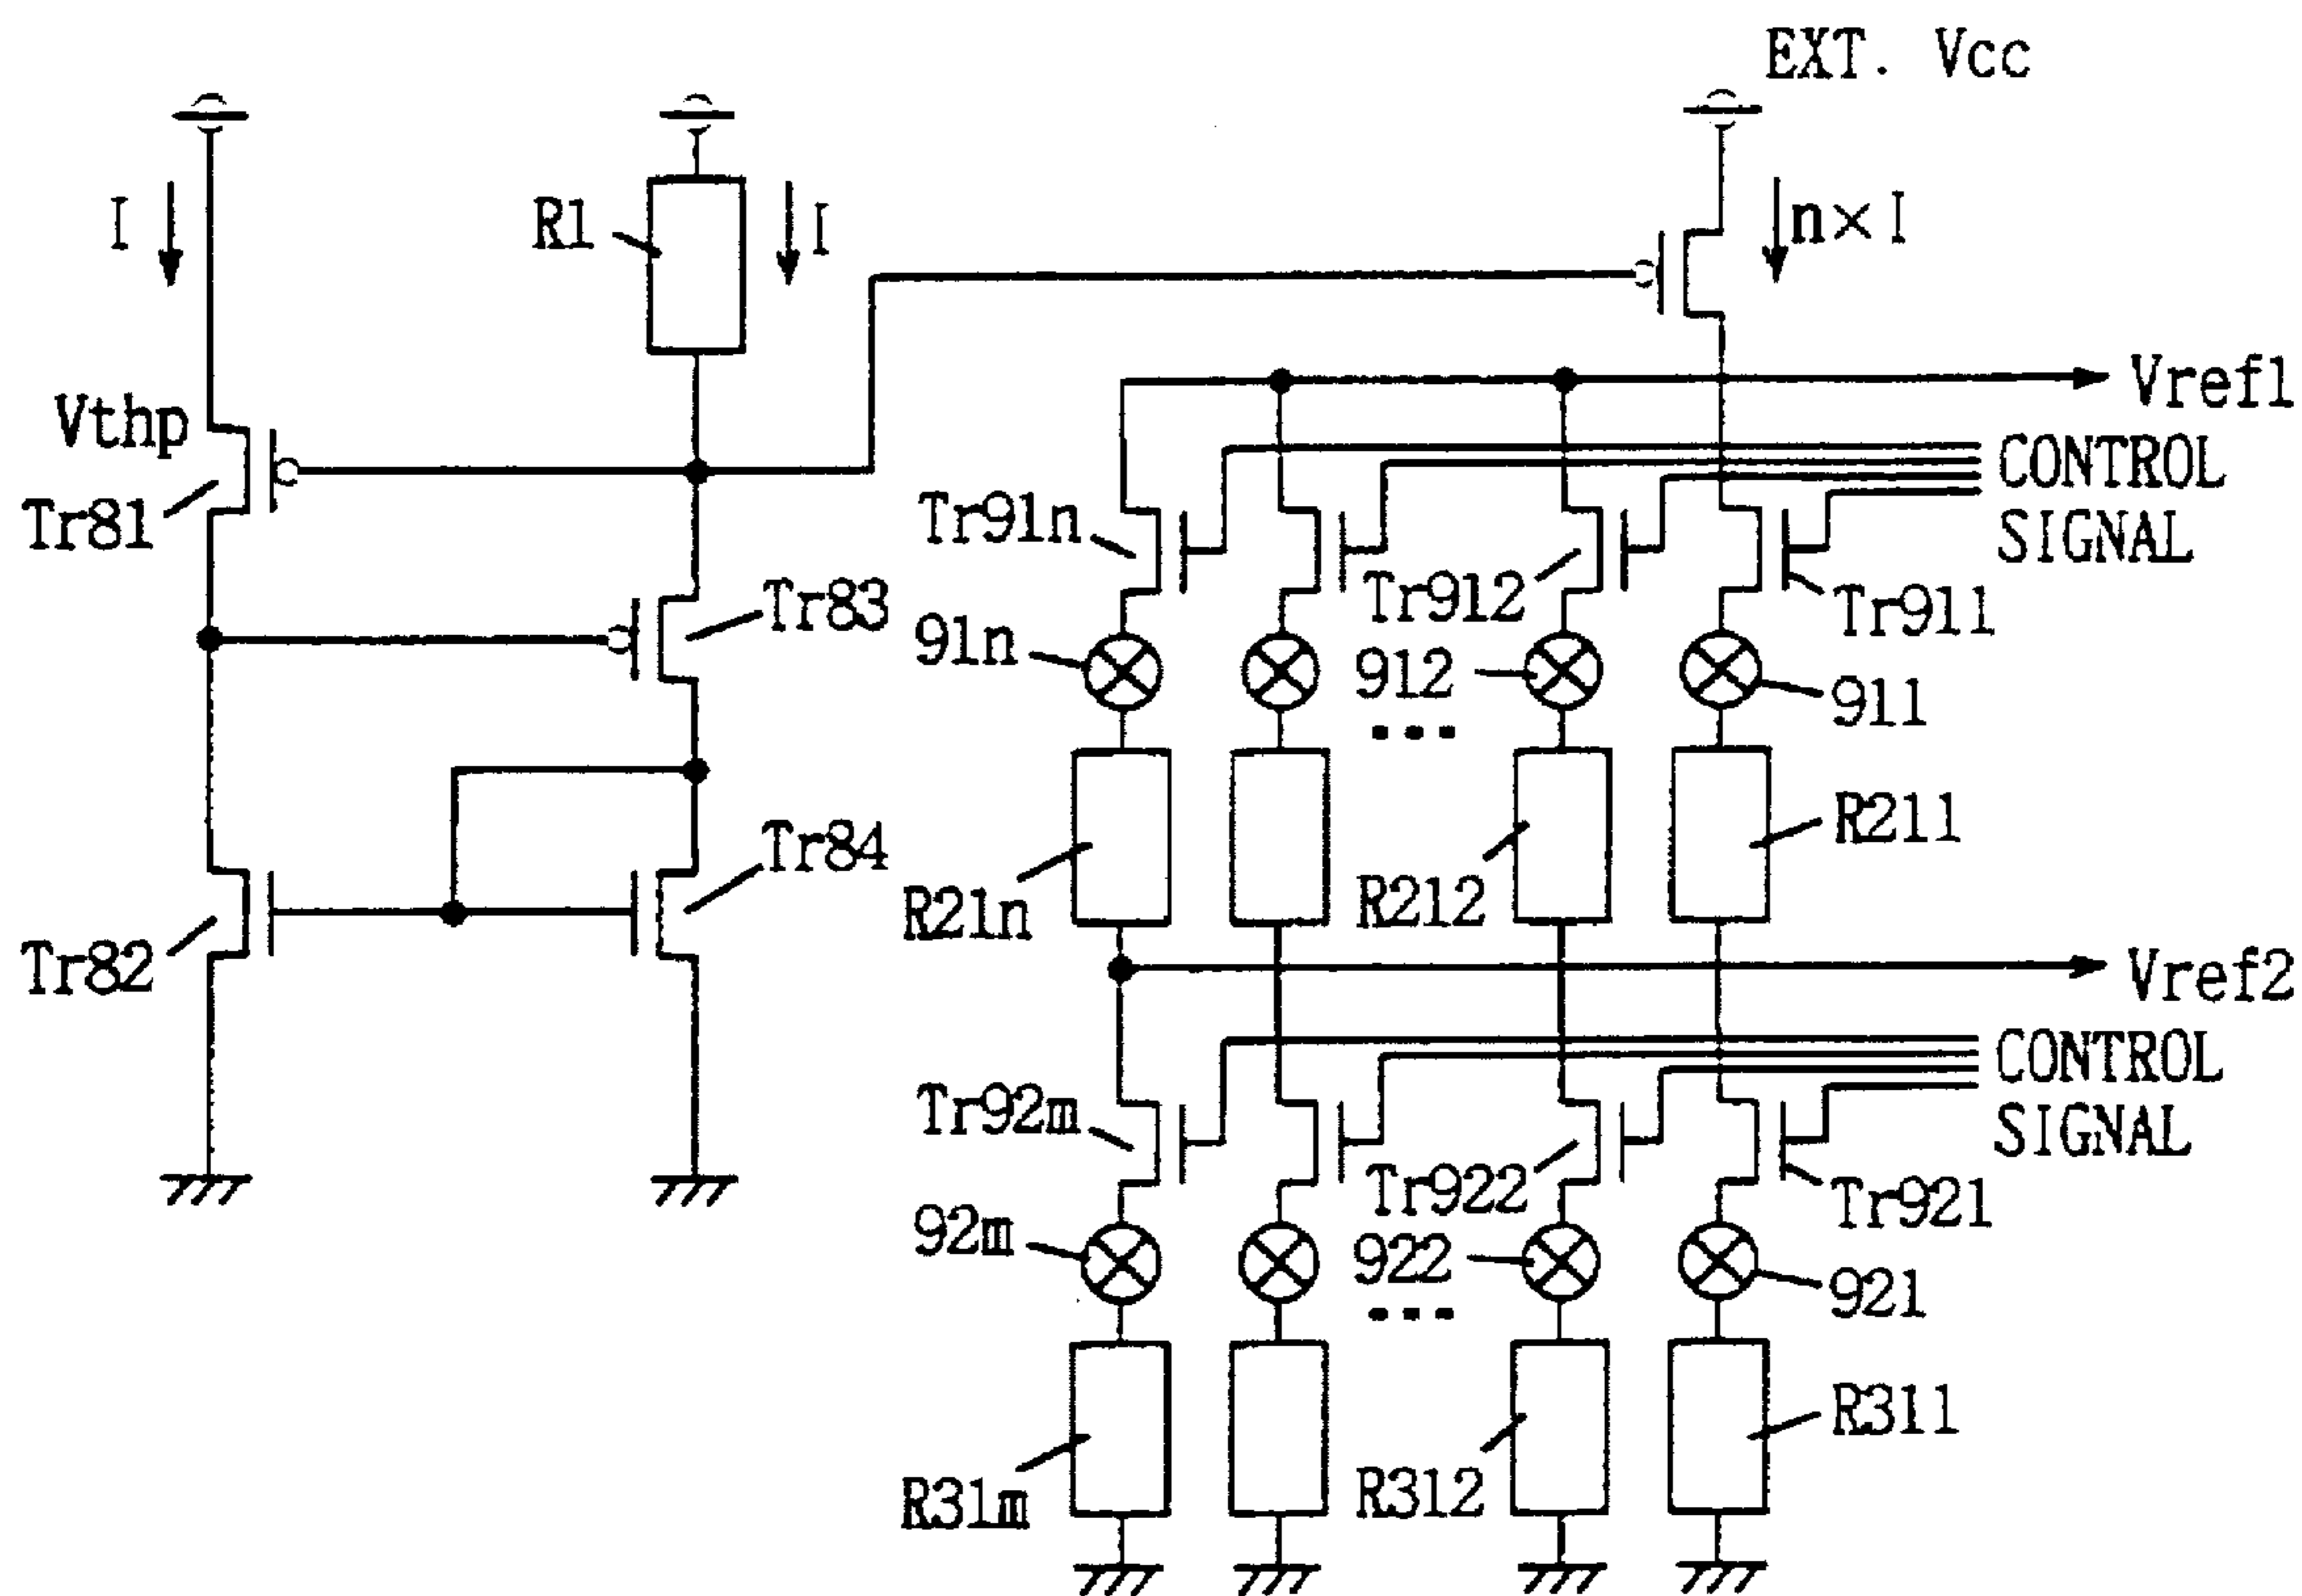 EXT. Vcc
I
R1
I
n×I
Vref1
Vthp
CONTROL
SIGNAL
Tr81
Tr91n
Tr912
Tr911
Tr83
91n
912
911
...
R211
Tr84
R21n
R212
Tr82
Vref2
CONTROL
SIGNAL
Tr92m
Tr922
Tr921
92m
922
921
...
R311
R31m
R312